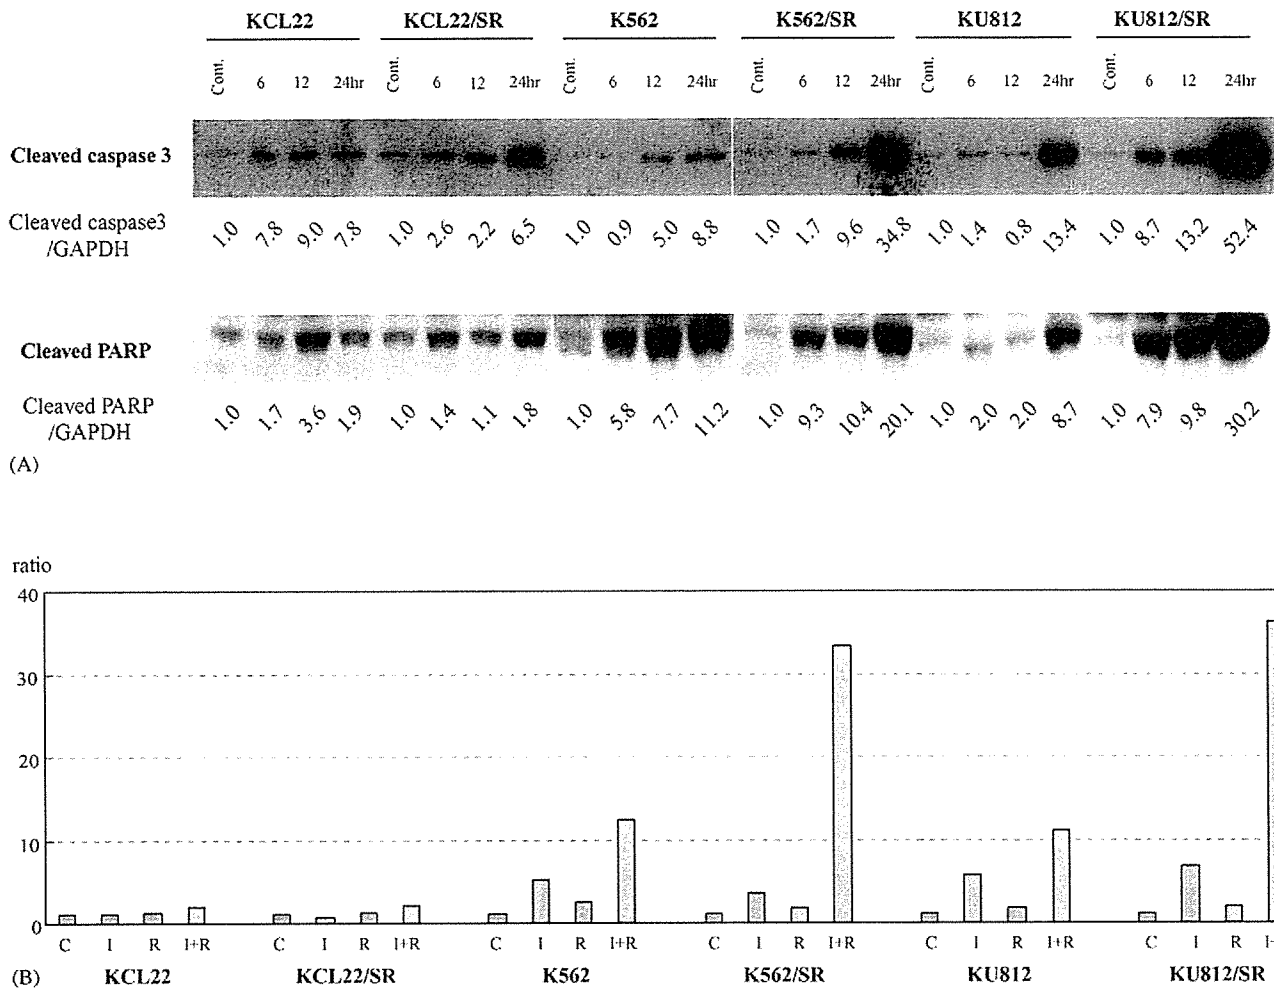 KCL22 KCL22/SR K562 K562/SR KU812 KU812/SR
Cont. 6 12 24hr Cont. 6 12 24hr Cont. 6 12 24hr Cont. 6 12 24hr Cont. 6 12 24hr Cont. 6 12 24hr
Cleaved caspase 3
Cleaved caspase3
/GAPDH
1.0 7.8 9.0 7.8 1.0 2.6 2.2 6.5 1.0 0.9 5.0 8.8 1.0 1.7 9.6 34.8 1.0 1.4 0.8 13.4 1.0 8.7 13.2 52.4
Cleaved PARP
Cleaved PARP
/GAPDH
1.0 1.7 3.6 1.9 1.0 1.4 1.1 1.8 1.0 5.8 7.7 11.2 1.0 9.3 10.4 20.1 1.0 2.0 2.0 8.7 1.0 7.9 9.8 30.2
(A)
ratio
40
30
20
10
0
C I R I+R C I R I+R C I R I+R C I R I+R C I R I+R C I R I+
(B) KCL22 KCL22/SR K562 K562/SR KU812 KU812/SR